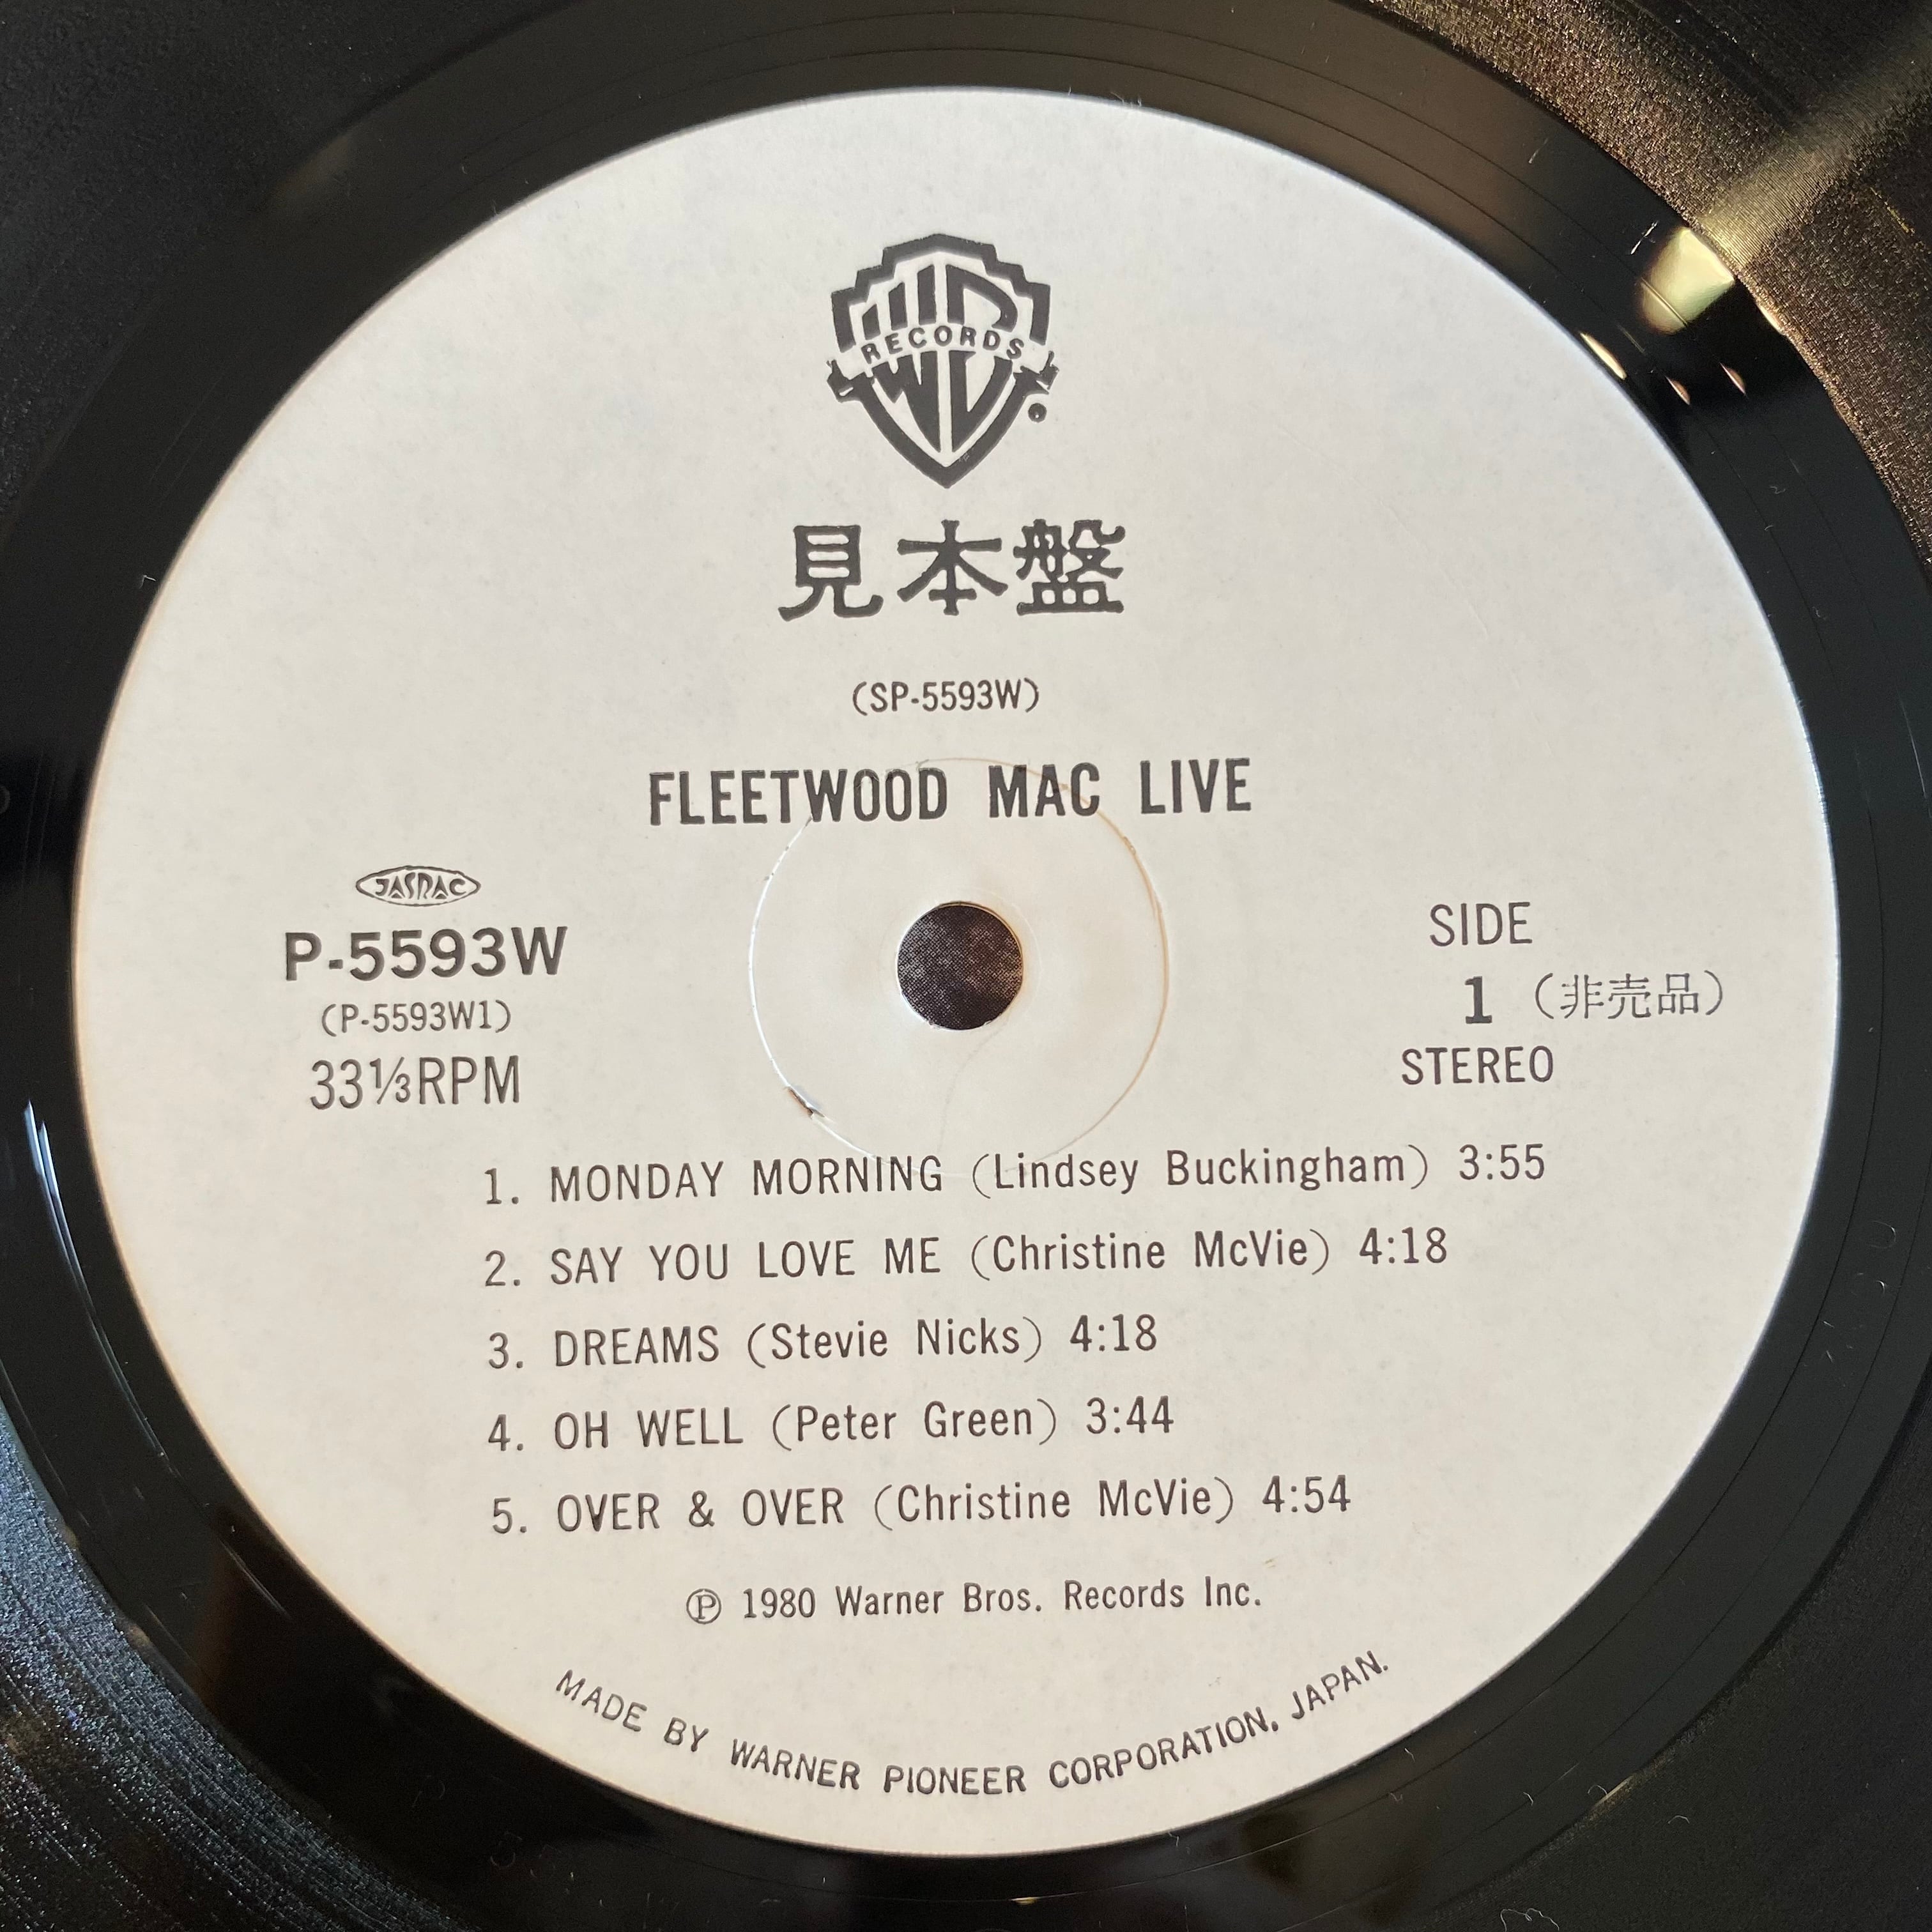 WB
RECORDS
見本盤
(SP-5593W)
FLEETWOOD MAC LIVE
JASRAC
P-5593W
(P-5593W1)
33⅓RPM
SIDE
1 (非売品)
STEREO
1. MONDAY MORNING (Lindsey Buckingham) 3:55
2. SAY YOU LOVE ME (Christine McVie) 4:18
3. DREAMS (Stevie Nicks) 4:18
4. OH WELL (Peter Green) 3:44
5. OVER & OVER (Christine McVie) 4:54
Ⓟ 1980 Warner Bros. Records Inc.
MADE BY WARNER PIONEER CORPORATION, JAPAN.